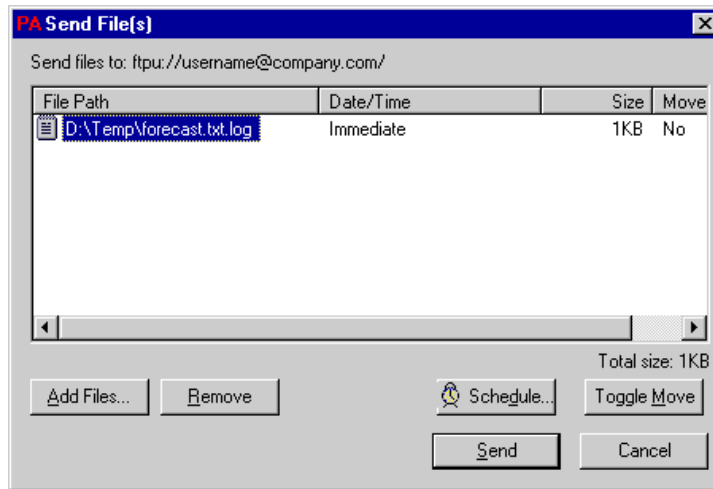 PA Send File(s)
Send files to: ftpu://username@company.com/
File Path Date/Time Size Move
D:\Temp\forecast.txt.log Immediate 1KB No
Total size: 1KB
Add Files... Remove Schedule... Toggle Move
Send Cancel